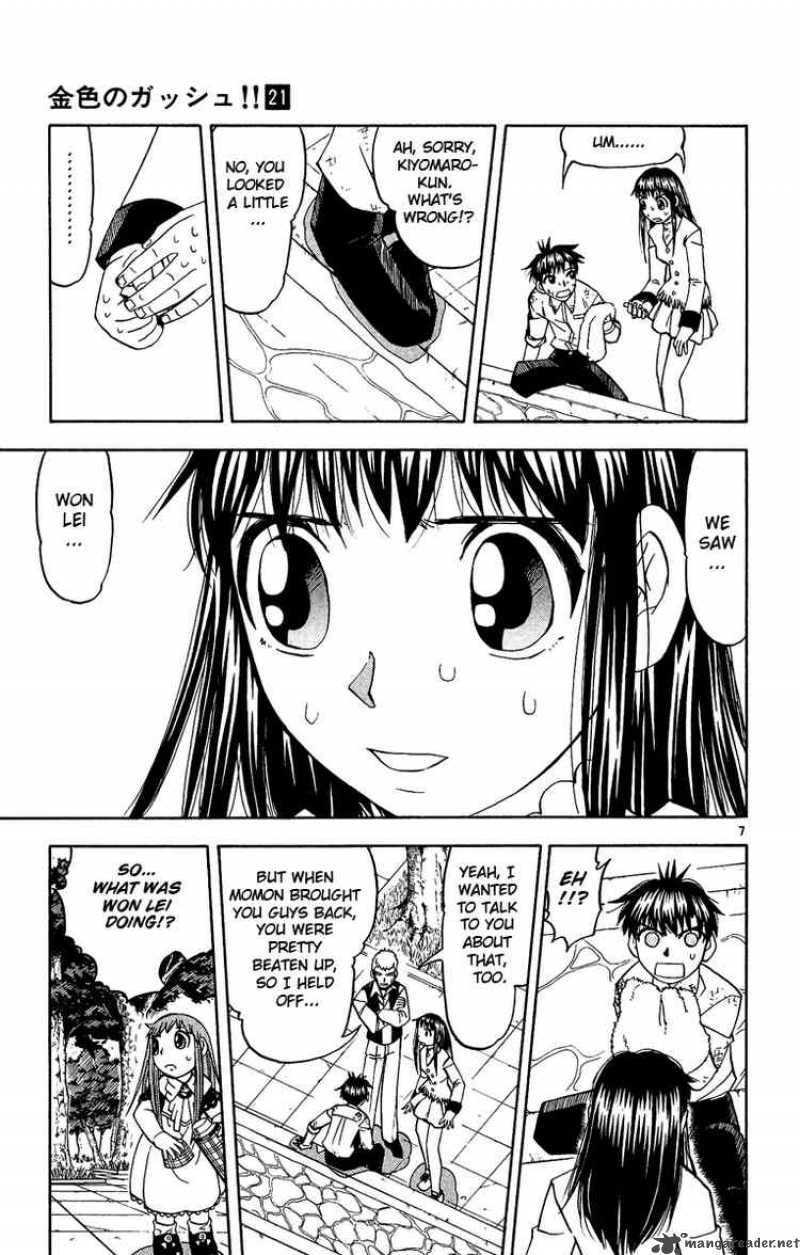 金色のガッシュ!! 21
UM......
AH, SORRY,
KIYOMARO-
KUN.
WHAT'S
WRONG!?
NO, YOU
LOOKED
A LITTLE
...
..........
WE
SAW
...
WON
LEI
...
7
EH
!!?
YEAH, I
WANTED
TO TALK
TO YOU
ABOUT
THAT,
TOO.
BUT WHEN
MOMON BROUGHT
YOU GUYS BACK,
YOU WERE
PRETTY
BEATEN UP,
SO I HELD
OFF...
SO...
WHAT WAS
WON LEI
DOING!?
mangareader.net